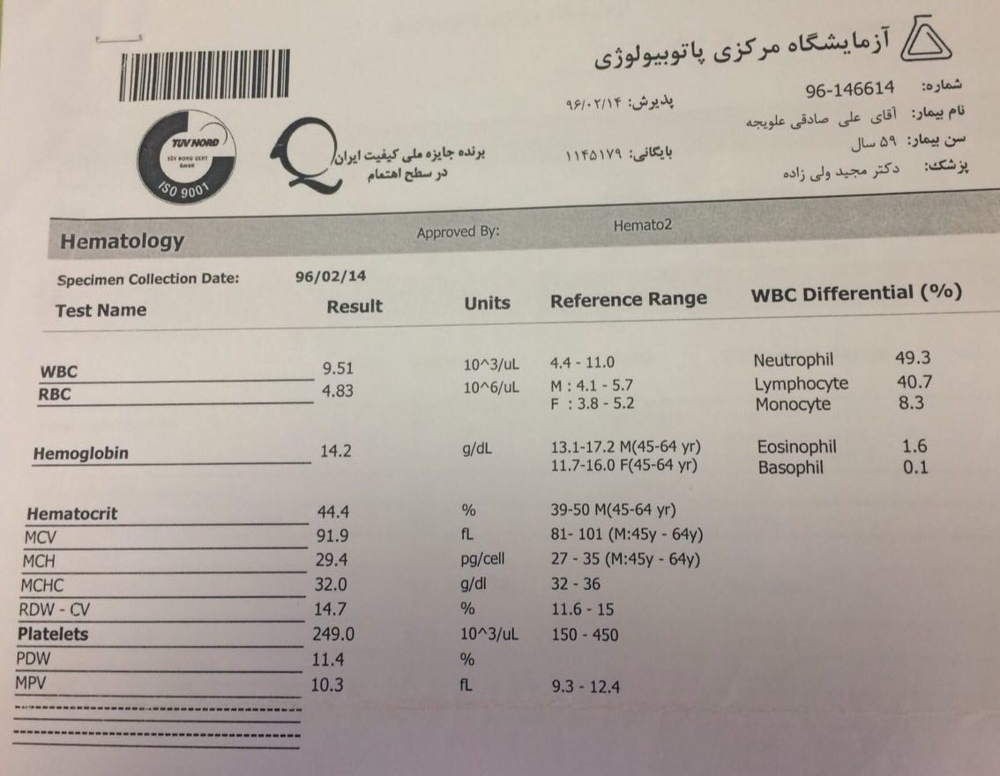 آزمایشگاه مرکزی پاتوبیولوژی
شماره: 96-146614
پذیرش: ۹۶/۰۲/۱۴
نام بیمار: آقای علی صادقی علویجه
سن بیمار: ۵۹ سال
بایگانی: ۱۱۴۵۱۷۹
پزشک: دکتر مجید ولی زاده
برنده جایزه ملی کیفیت ایران
در سطح اهتمام
TUV NORD
TÜV NORD CERT
GmbH
ISO 9001
Hematology Approved By: Hemato2
Specimen Collection Date: 96/02/14
Test Name Result Units Reference Range WBC Differential (%)
WBC 9.51 10^3/uL 4.4 - 11.0 Neutrophil 49.3
RBC 4.83 10^6/uL M : 4.1 - 5.7 Lymphocyte 40.7
F : 3.8 - 5.2 Monocyte 8.3
Hemoglobin 14.2 g/dL 13.1-17.2 M(45-64 yr) Eosinophil 1.6
11.7-16.0 F(45-64 yr) Basophil 0.1
Hematocrit 44.4 % 39-50 M(45-64 yr)
MCV 91.9 fL 81- 101 (M:45y - 64y)
MCH 29.4 pg/cell 27 - 35 (M:45y - 64y)
MCHC 32.0 g/dl 32 - 36
RDW - CV 14.7 % 11.6 - 15
Platelets 249.0 10^3/uL 150 - 450
PDW 11.4 %
MPV 10.3 fL 9.3 - 12.4